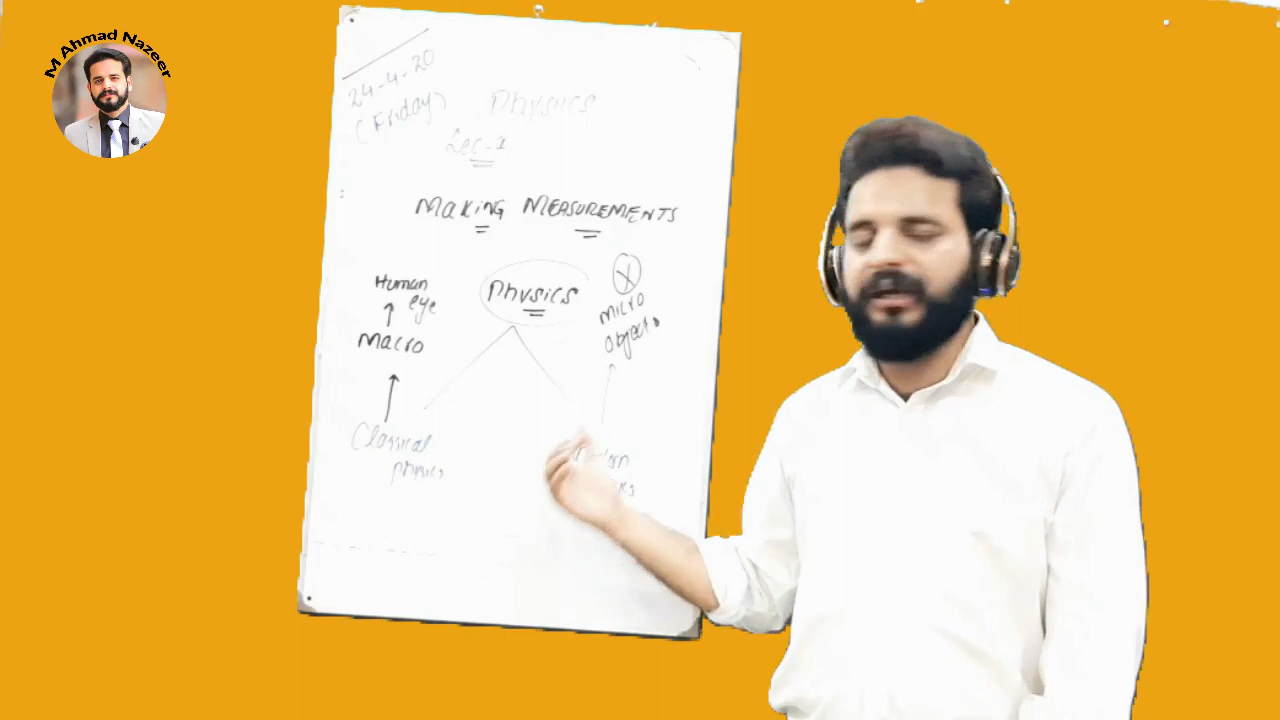 M Ahmad Nazeer
24-4-20
(Friday)
Physics
Lec-1
Making Measurements
Human
eye
Macro
Classical
physics
Physics
X
Micro
Objects